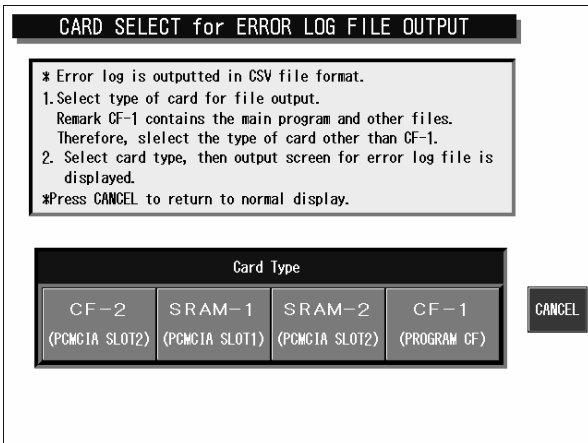 CARD SELECT for ERROR LOG FILE OUTPUT
* Error log is outputted in CSV file format.
1.Select type of card for file output.
Remark CF-1 contains the main program and other files.
Therefore, slelect the type of card other than CF-1.
2. Select card type, then output screen for error log file is
displayed.
*Press CANCEL to return to normal display.
Card Type
CF-2 SRAM-1 SRAM-2 CF-1
(PCMCIA SLOT2) (PCMCIA SLOT1) (PCMCIA SLOT2) (PROGRAM CF)
CANCEL